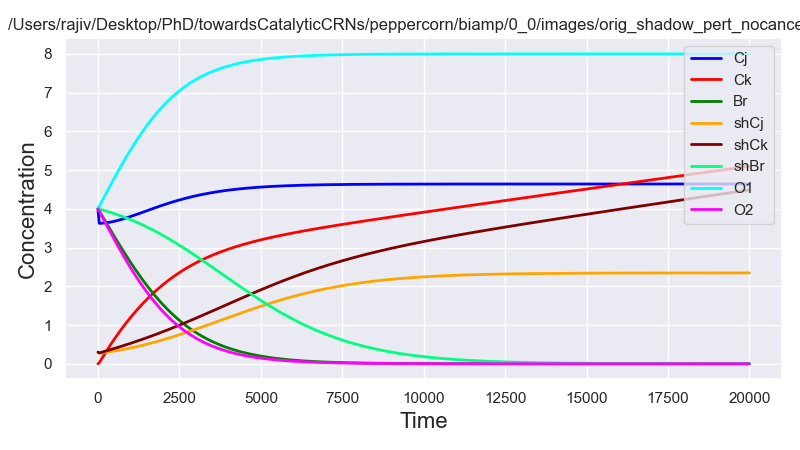 /Users/rajiv/Desktop/PhD/towardsCatalyticCRNs/peppercorn/biamp/0_0/images/orig_shadow_pert_nocance
Concentration
8
7
6
5
4
3
2
1
0
Cj
Ck
Br
shCj
shCk
shBr
O1
O2
0 2500 5000 7500 10000 12500 15000 17500 20000
Time